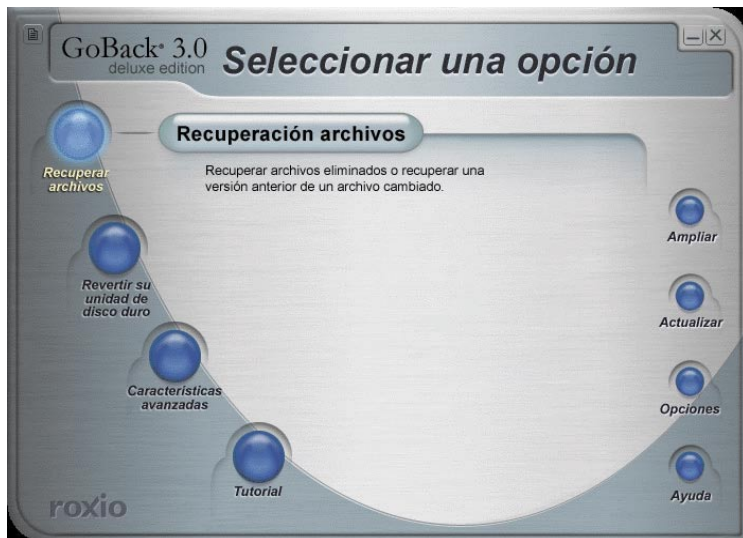 GoBack® 3.0
deluxe edition
Seleccionar una opción
Recuperar
archivos
Recuperación archivos
Recuperar archivos eliminados o recuperar una
versión anterior de un archivo cambiado.
Revertir su
unidad de
disco duro
Características
avanzadas
Tutorial
Ampliar
Actualizar
Opciones
Ayuda
roxio